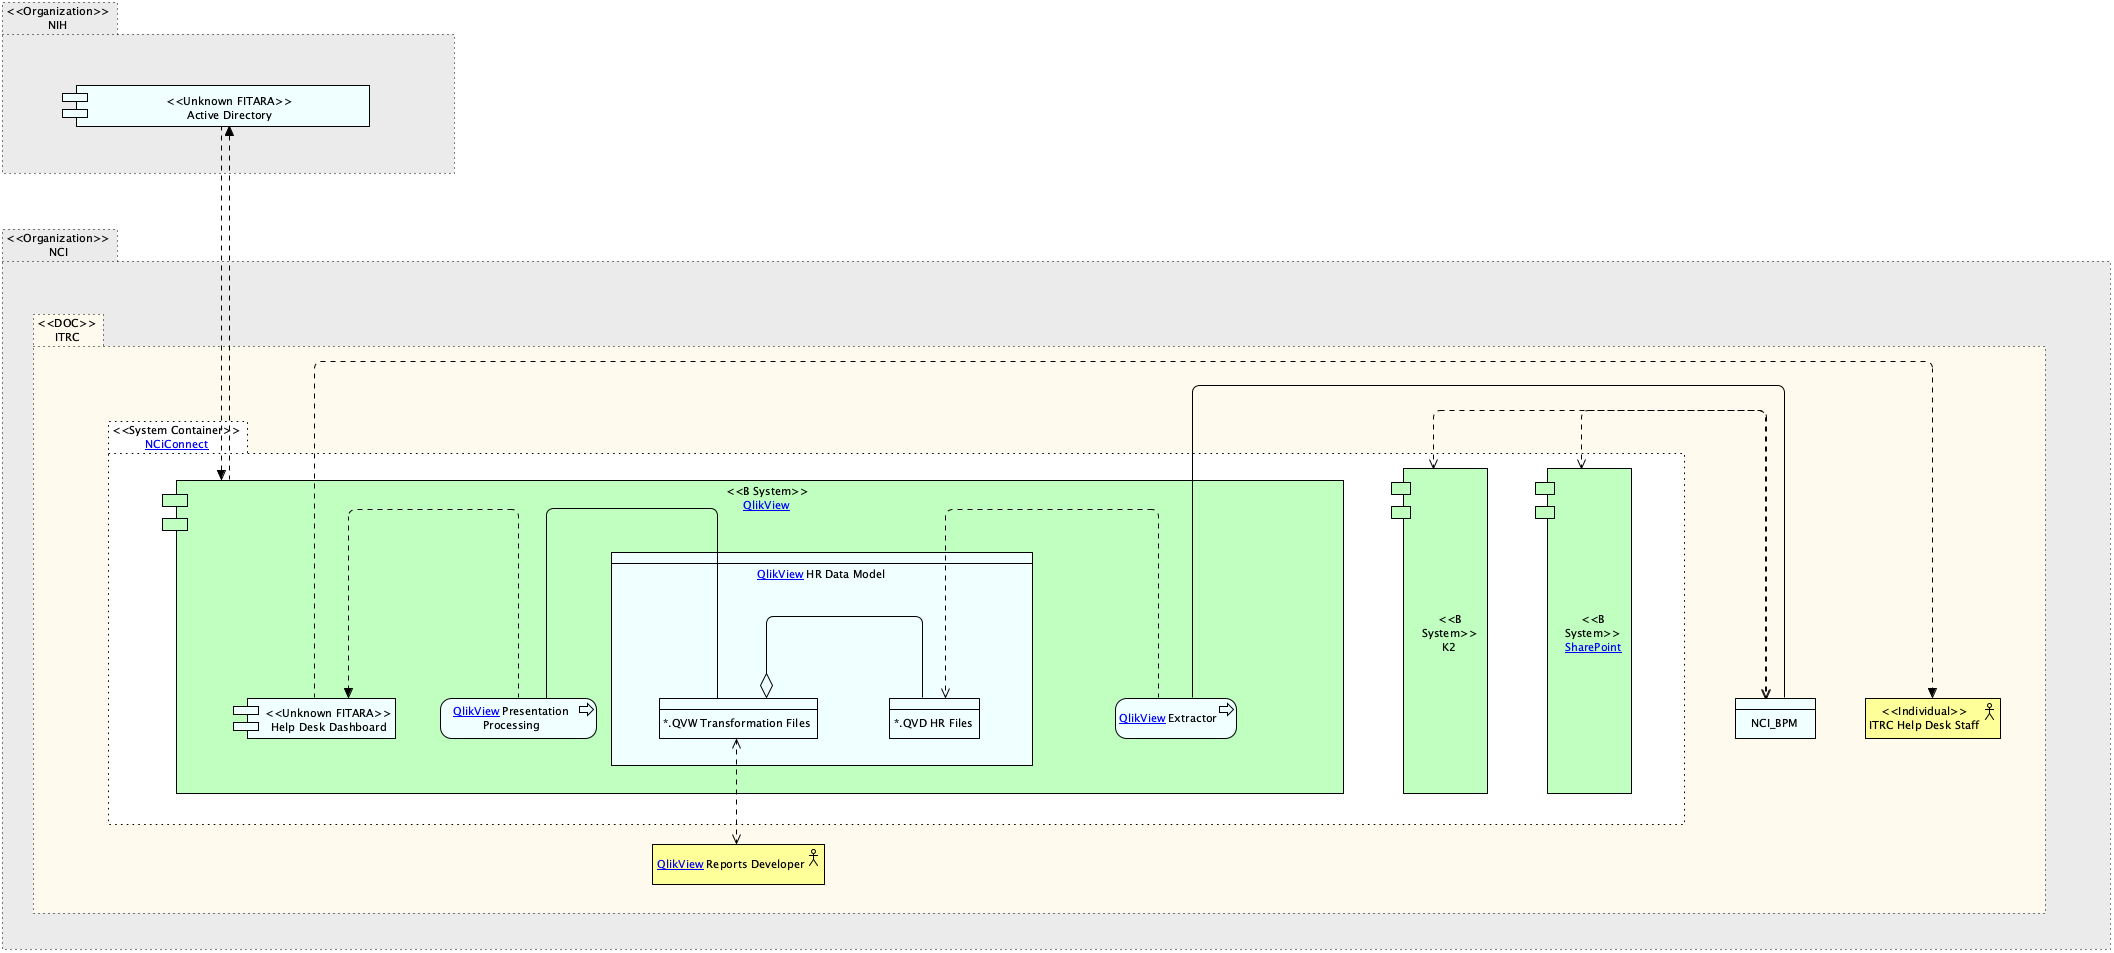 <<Organization>>
NIH
<<Unknown FITARA>>
Active Directory
<<Organization>>
NCI
<<DOC>>
ITRC
<<System Container>>
NCiConnect
<<B System>>
QlikView
QlikView HR Data Model
<<B
System>>
K2
<<B
System>>
SharePoint
<<Unknown FITARA>>
Help Desk Dashboard
QlikView Presentation
Processing
*.QVW Transformation Files
*.QVD HR Files
QlikView Extractor
NCI_BPM
<<Individual>>
ITRC Help Desk Staff
QlikView Reports Developer